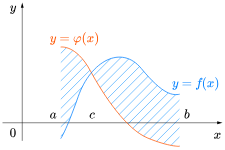 y
y = φ(x)
y = f(x)
a
c
b
0
x